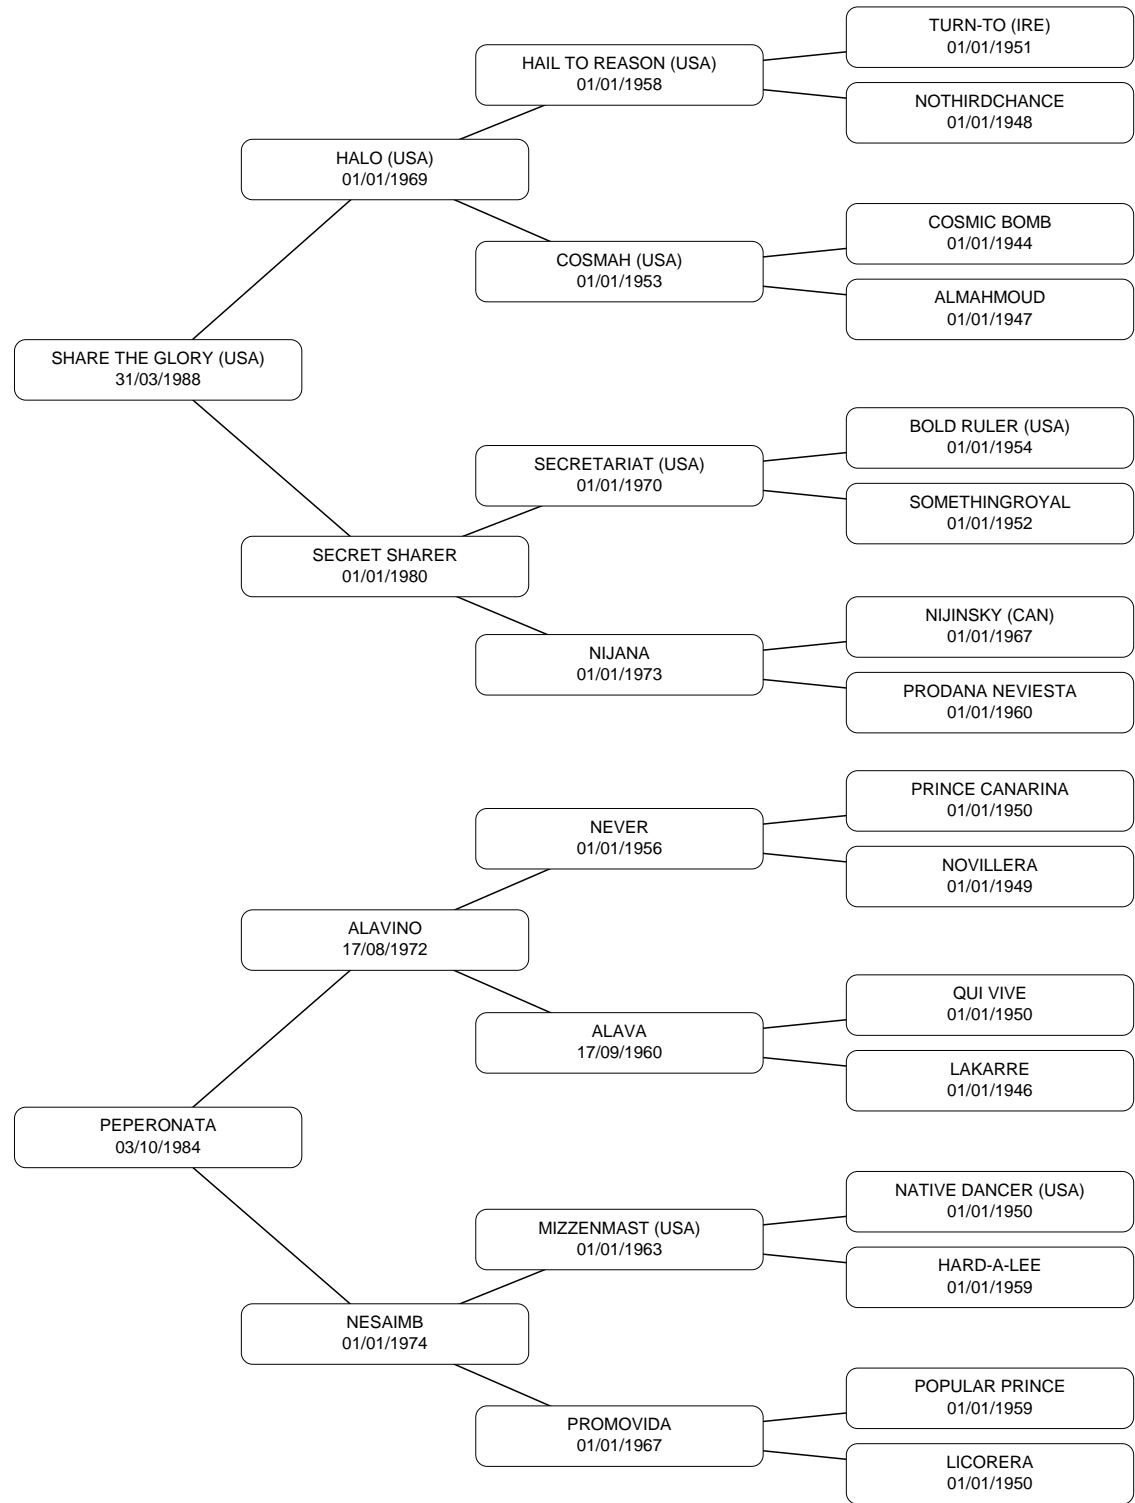 TURN-TO (IRE)
01/01/1951
HAIL TO REASON (USA)
01/01/1958
NOTHIRDCHANCE
01/01/1948
HALO (USA)
01/01/1969
COSMIC BOMB
01/01/1944
COSMAH (USA)
01/01/1953
ALMAHMOUD
01/01/1947
SHARE THE GLORY (USA)
31/03/1988
BOLD RULER (USA)
01/01/1954
SECRETARIAT (USA)
01/01/1970
SOMETHINGROYAL
01/01/1952
SECRET SHARER
01/01/1980
NIJINSKY (CAN)
01/01/1967
NIJANA
01/01/1973
PRODANA NEVIESTA
01/01/1960
PRINCE CANARINA
01/01/1950
NEVER
01/01/1956
NOVILLERA
01/01/1949
ALAVINO
17/08/1972
QUI VIVE
01/01/1950
ALAVA
17/09/1960
LAKARRE
01/01/1946
PEPERONATA
03/10/1984
NATIVE DANCER (USA)
01/01/1950
MIZZENMAST (USA)
01/01/1963
HARD-A-LEE
01/01/1959
NESAIMB
01/01/1974
POPULAR PRINCE
01/01/1959
PROMOVIDA
01/01/1967
LICORERA
01/01/1950